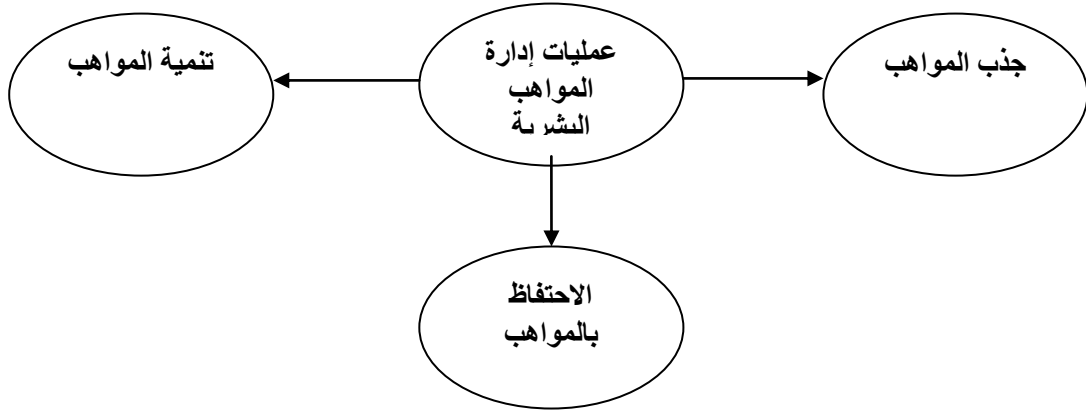 عمليات إدارة
المواهب
البشرية
جذب المواهب
تنمية المواهب
الاحتفاظ
بالمواهب